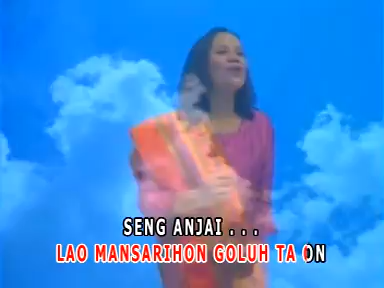 SENG ANJAI . . .
LAO MANSARIHON GOLUH TA ON